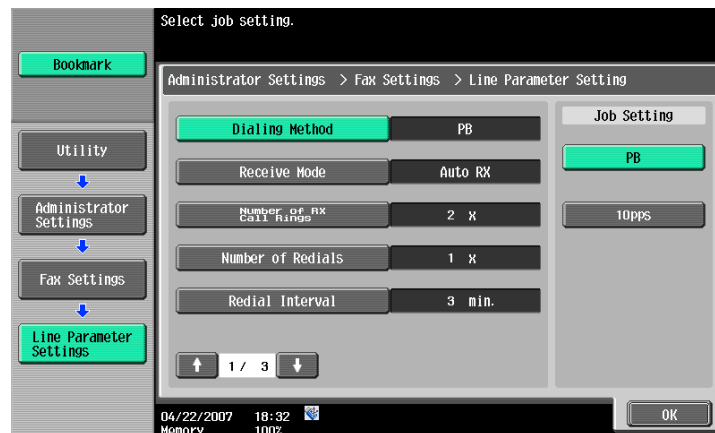 Select job setting.
Bookmark
Administrator Settings > Fax Settings > Line Parameter Setting
Utility
Administrator
Settings
Fax Settings
Line Parameter
Settings
Dialing Method PB
Receive Mode Auto RX
Number of RX
Call Rings 2 X
Number of Redials 1 X
Redial Interval 3 min.
1/ 3
Job Setting
PB
10pps
04/22/2007 18:32
Memory 100%
OK